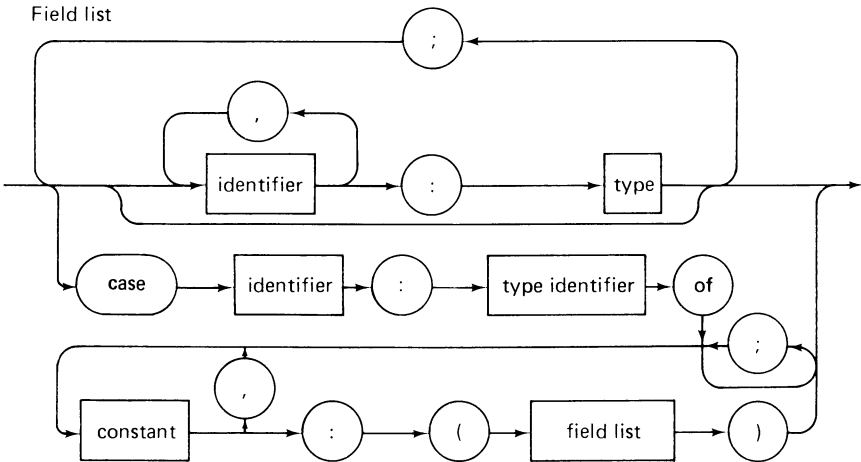 Field list
;
,
identifier : type
case identifier : type identifier of
;
,
constant : ( field list )